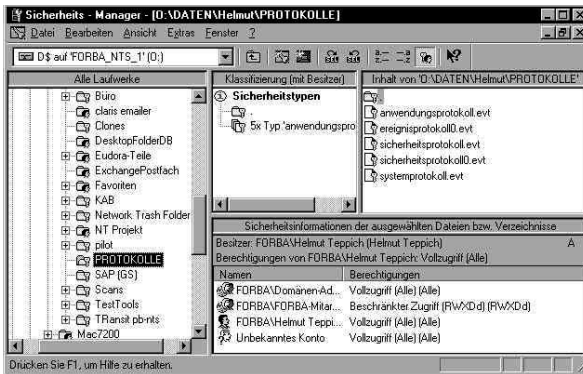 Sicherheits - Manager - [O:\DATEN\Helmut\PROTOKOLLE]
Datei Bearbeiten Ansicht Extras Fenster ?
D$ auf 'FORBA_NTS_1' (O:)
Alle Laufwerke
Büro
claris emailer
Clones
DesktopFolderDB
Eudora-Teile
ExchangePostfach
Favoriten
KAB
Network Trash Folder
NT Projekt
pilot
PROTOKOLLE
SAP (GS)
Scans
TestTools
TRansit pb-nts
Mac7200
Klassifizierung (mit Besitzer)
Sicherheitstypen
.
5x Typ 'anwendungspro
Inhalt von 'O:\DATEN\Helmut\PROTOKOLLE'
.
anwendungsprotokoll.evt
ereignisprotokoll0.evt
sicherheitsprotokoll.evt
sicherheitsprotokoll0.evt
systemprotokoll.evt
Sicherheitsinformationen der ausgewählten Dateien bzw. Verzeichnisse
Besitzer: FORBA\Helmut Teppich (Helmut Teppich) A
Berechtigungen von FORBA\Helmut Teppich: Vollzugriff (Alle)
Namen Berechtigungen
FORBA\Domänen-Ad... Vollzugriff (Alle) (Alle)
FORBA\FORBA-Mitar... Beschränkter Zugriff (RWXDd) (RWXDd)
FORBA\Helmut Teppi... Vollzugriff (Alle) (Alle)
Unbekanntes Konto Vollzugriff (Alle) (Alle)
Drücken Sie F1, um Hilfe zu erhalten.